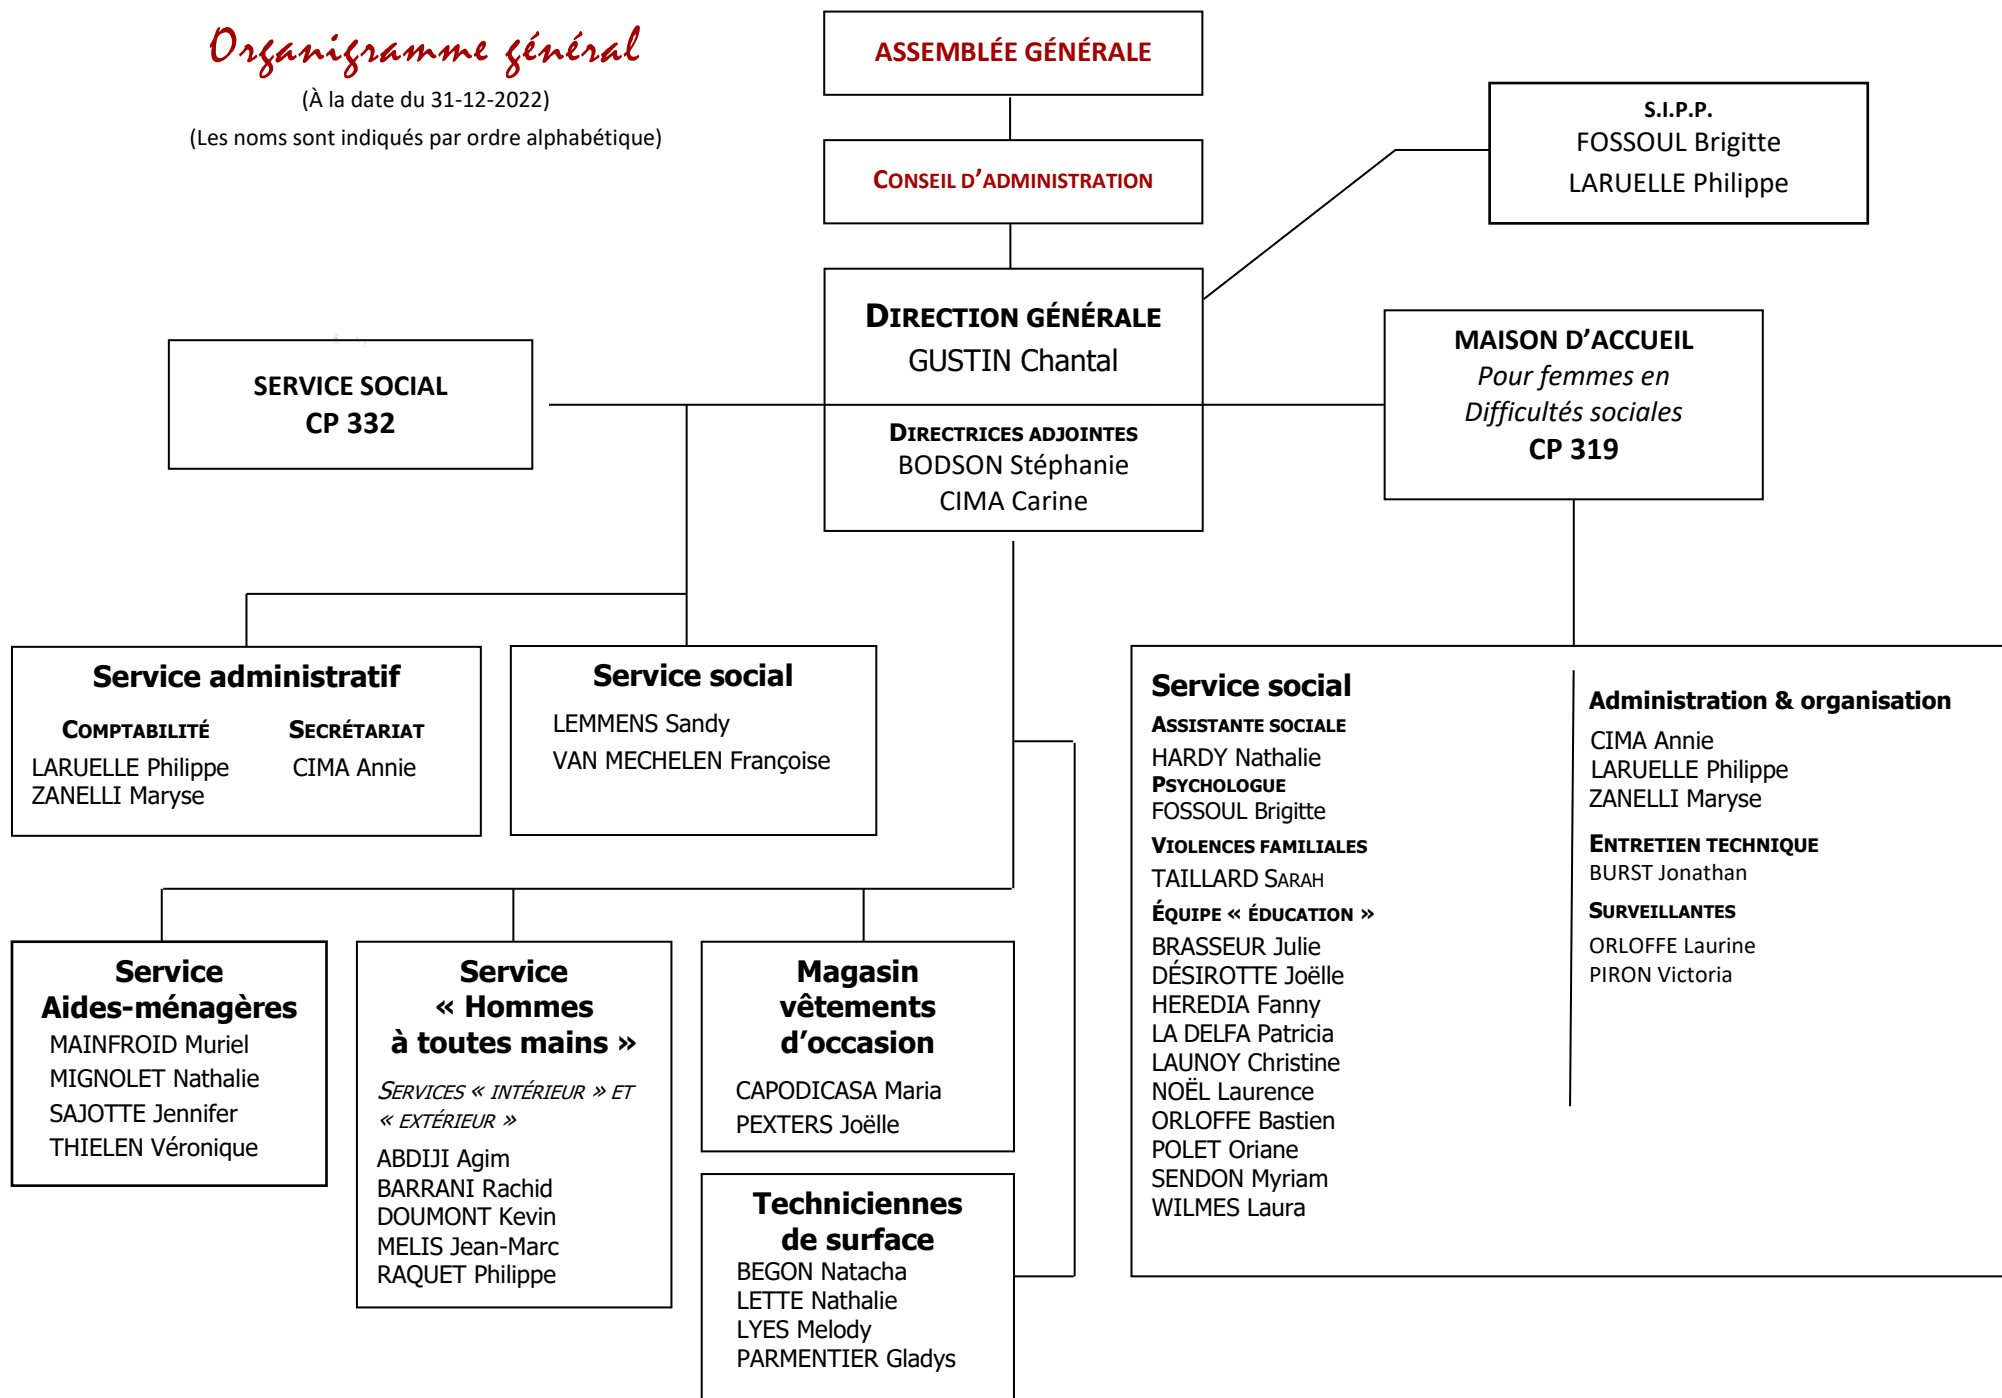 Organigramme général
(À la date du 31-12-2022)
(Les noms sont indiqués par ordre alphabétique)
ASSEMBLÉE GÉNÉRALE
CONSEIL D’ADMINISTRATION
S.I.P.P.
FOSSOUL Brigitte
LARUELLE Philippe
DIRECTION GÉNÉRALE
GUSTIN Chantal
DIRECTRICES ADJOINTES
BODSON Stéphanie
CIMA Carine
SERVICE SOCIAL
CP 332
MAISON D’ACCUEIL
Pour femmes en
Difficultés sociales
CP 319
Service administratif
COMPTABILITÉ
LARUELLE Philippe
ZANELLI Maryse
SECRÉTARIAT
CIMA Annie
Service social
LEMMENS Sandy
VAN MECHELEN Françoise
Service social
ASSISTANTE SOCIALE
HARDY Nathalie
PSYCHOLOGUE
FOSSOUL Brigitte
VIOLENCES FAMILIALES
TAILLARD SARAH
ÉQUIPE « ÉDUCATION »
BRASSEUR Julie
DÉSIROTTE Joëlle
HEREDIA Fanny
LA DELFA Patricia
LAUNOY Christine
NOËL Laurence
ORLOFFE Bastien
POLET Oriane
SENDON Myriam
WILMES Laura
Administration & organisation
CIMA Annie
LARUELLE Philippe
ZANELLI Maryse
ENTRETIEN TECHNIQUE
BURST Jonathan
SURVEILLANTES
ORLOFFE Laurine
PIRON Victoria
Service
Aides-ménagères
MAINFROID Muriel
MIGNOLET Nathalie
SAJOTTE Jennifer
THIELEN Véronique
Service
« Hommes
à toutes mains »
SERVICES « INTÉRIEUR » ET
« EXTÉRIEUR »
ABDIJI Agim
BARRANI Rachid
DOUMONT Kevin
MELIS Jean-Marc
RAQUET Philippe
Magasin
vêtements
d’occasion
CAPODICASA Maria
PEXTERS Joëlle
Techniciennes
de surface
BEGON Natacha
LETTE Nathalie
LYES Melody
PARMENTIER Gladys